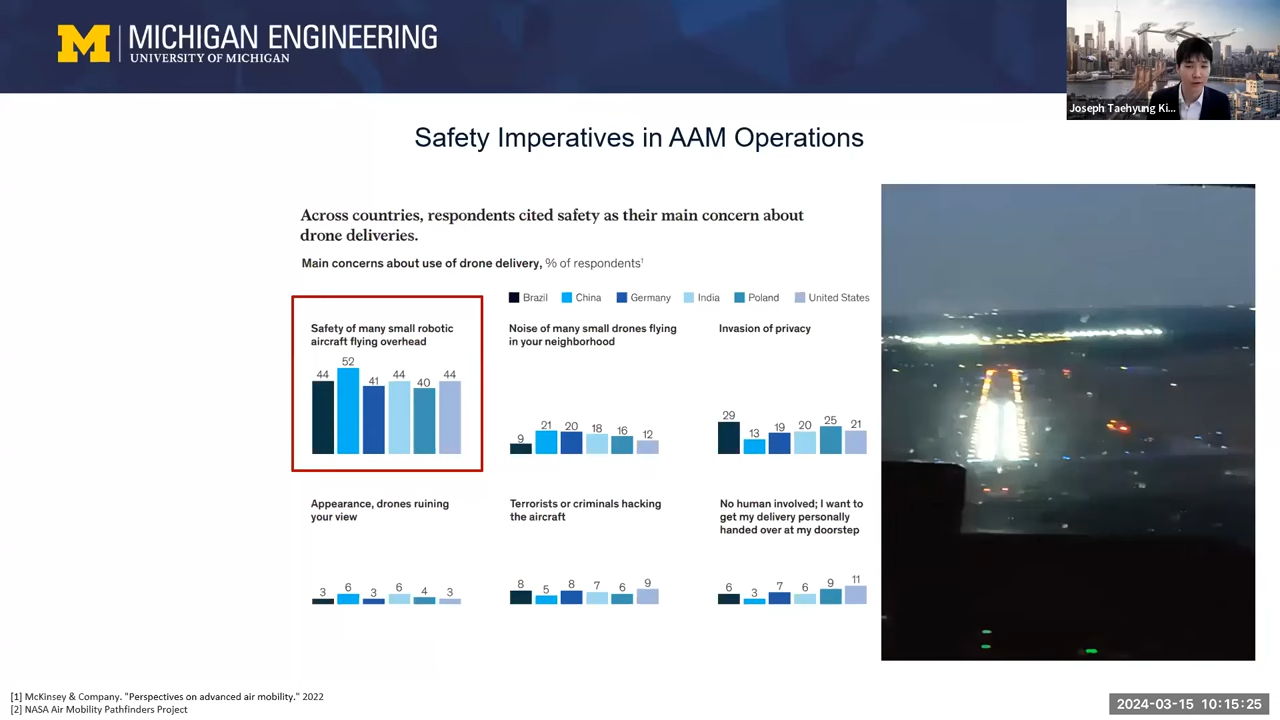 M MICHIGAN ENGINEERING
UNIVERSITY OF MICHIGAN
Joseph Taehyung Ki...
Safety Imperatives in AAM Operations
Across countries, respondents cited safety as their main concern about
drone deliveries.
Main concerns about use of drone delivery, % of respondents¹
Brazil China Germany India Poland United States
Safety of many small robotic
aircraft flying overhead
44 52 41 44 40 44
Noise of many small drones flying
in your neighborhood
9 21 20 18 16 12
Invasion of privacy
29 13 19 20 25 21
Appearance, drones ruining
your view
3 6 3 6 4 3
Terrorists or criminals hacking
the aircraft
8 5 8 7 6 9
No human involved; I want to
get my delivery personally
handed over at my doorstep
6 3 7 6 9 11
[1] McKinsey & Company. "Perspectives on advanced air mobility." 2022
[2] NASA Air Mobility Pathfinders Project
2024-03-15 10:15:25